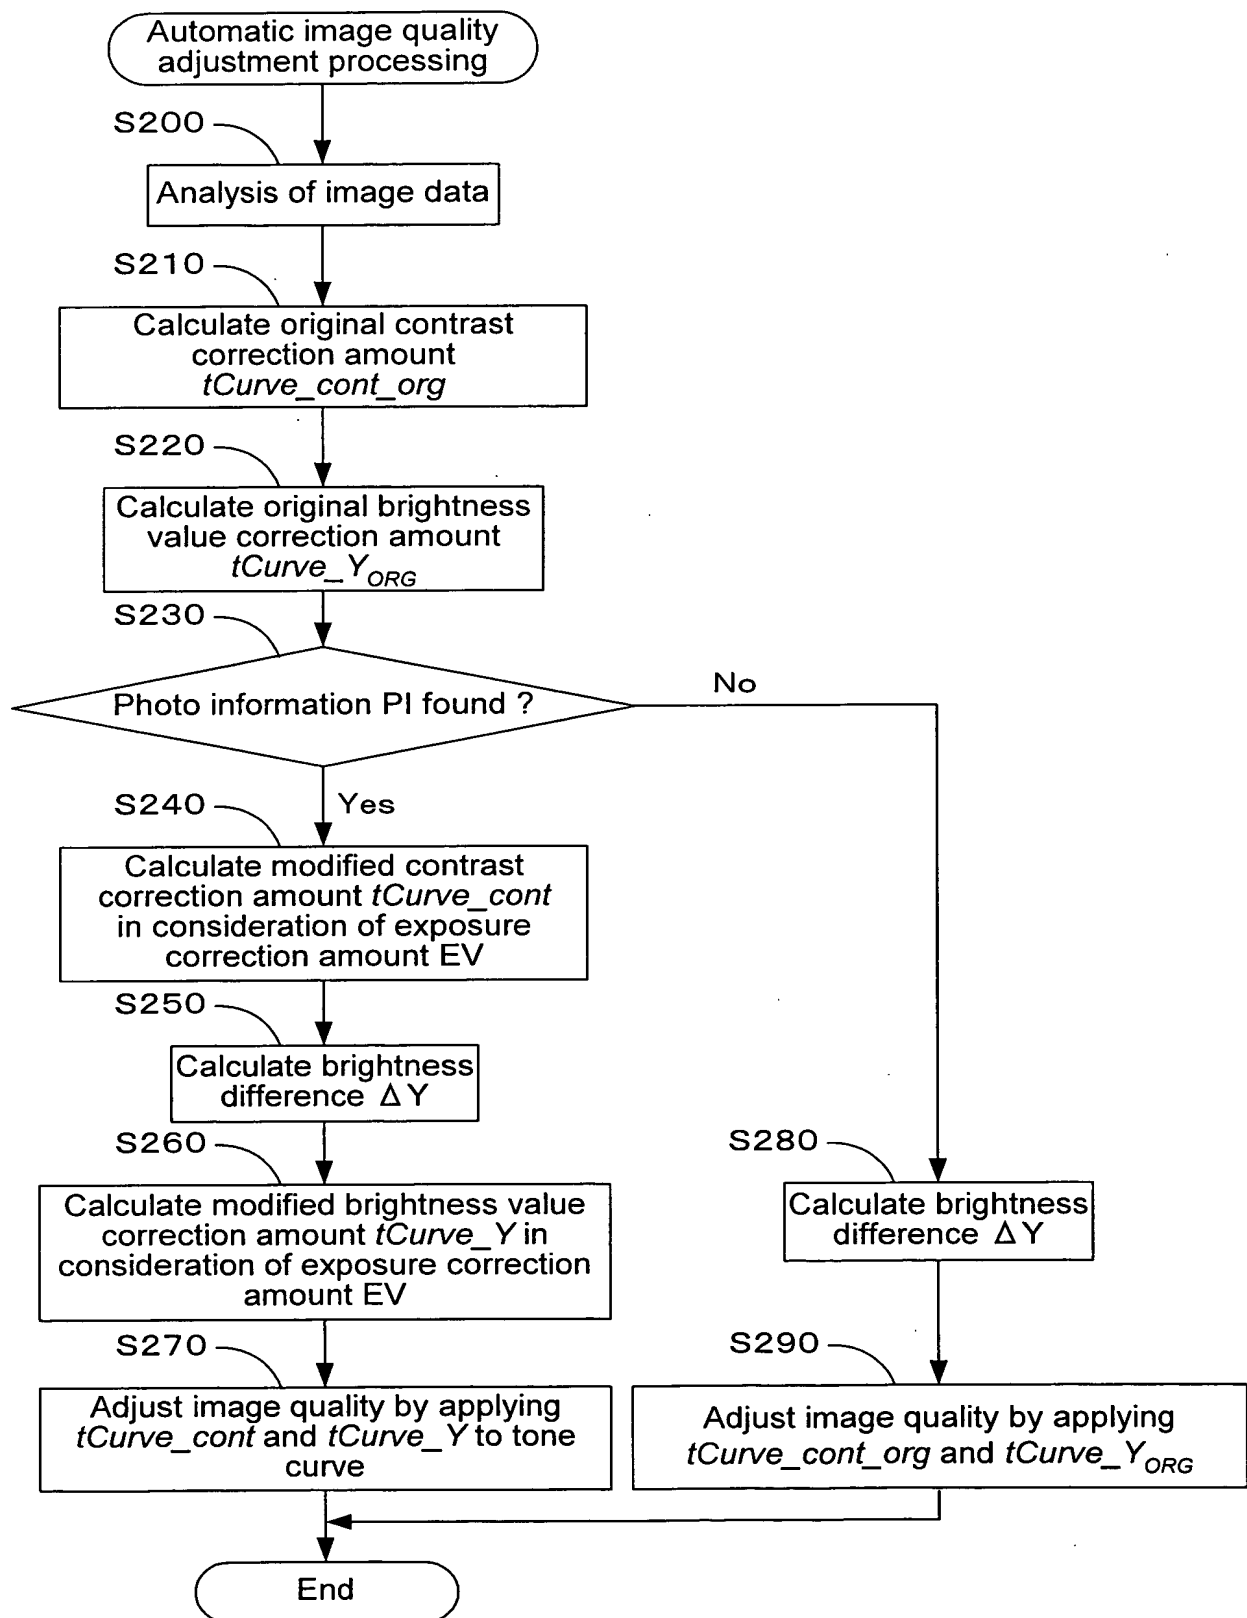 Automatic image quality
adjustment processing
S200
Analysis of image data
S210
Calculate original contrast
correction amount
tCurve_cont_org
S220
Calculate original brightness
value correction amount
tCurve_Y_ORG
S230
Photo information PI found ?
No
Yes
S240
Calculate modified contrast
correction amount tCurve_cont
in consideration of exposure
correction amount EV
S250
Calculate brightness
difference Δ Y
S260
Calculate modified brightness value
correction amount tCurve_Y in
consideration of exposure correction
amount EV
S270
Adjust image quality by applying
tCurve_cont and tCurve_Y to tone
curve
S280
Calculate brightness
difference Δ Y
S290
Adjust image quality by applying
tCurve_cont_org and tCurve_Y_ORG
End